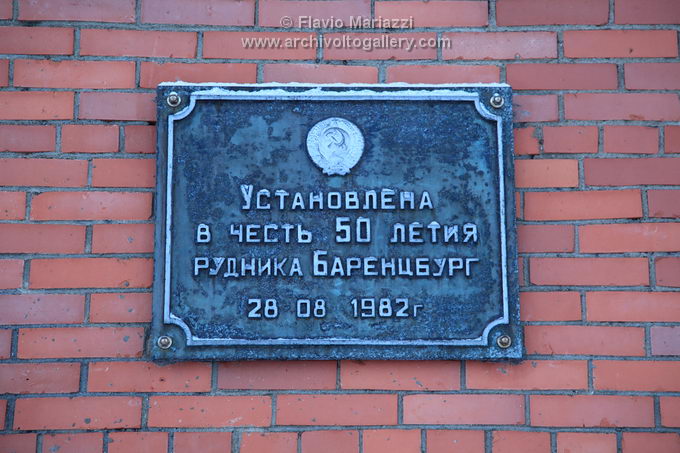 © Flavio Mariazzi
www.archivoltogallery.com
Установлена
в честь 50 летия
рудника Баренцбург
28 08 1982г